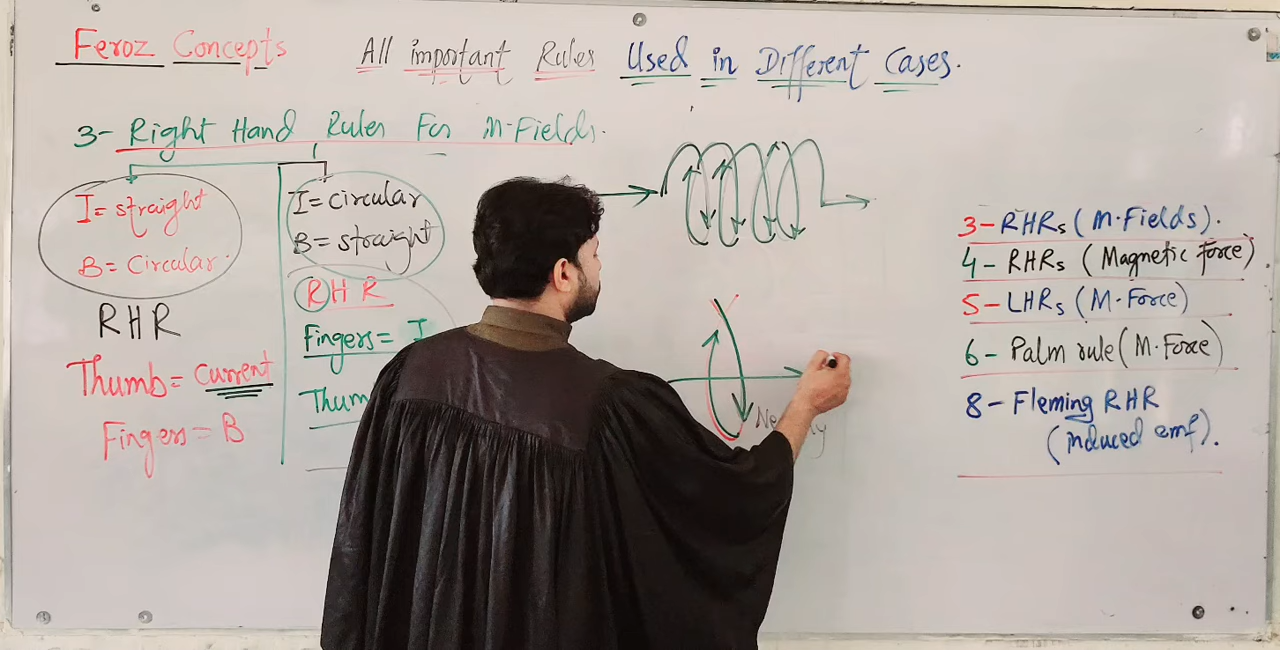 Feroz Concepts
All important Rules Used in Different Cases.
3- Right Hand Rules For M-Fields.
I= straight
B= Circular.
RHR
Thumb= current
Fingers= B
I= circular
B= straight
RHR
Fingers= I
3-RHRs (M.Fields).
4- RHRs (Magnetic force)
5- LHRs (M-Force)
6- Palm rule (M.Force)
8- Fleming RHR
(induced emf).